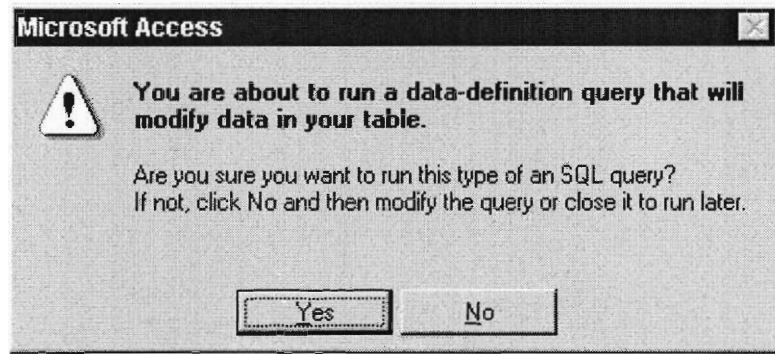 Microsoft Access
You are about to run a data-definition query that will
modify data in your table.
Are you sure you want to run this type of an SQL query?
If not, click No and then modify the query or close it to run later.
Yes
No